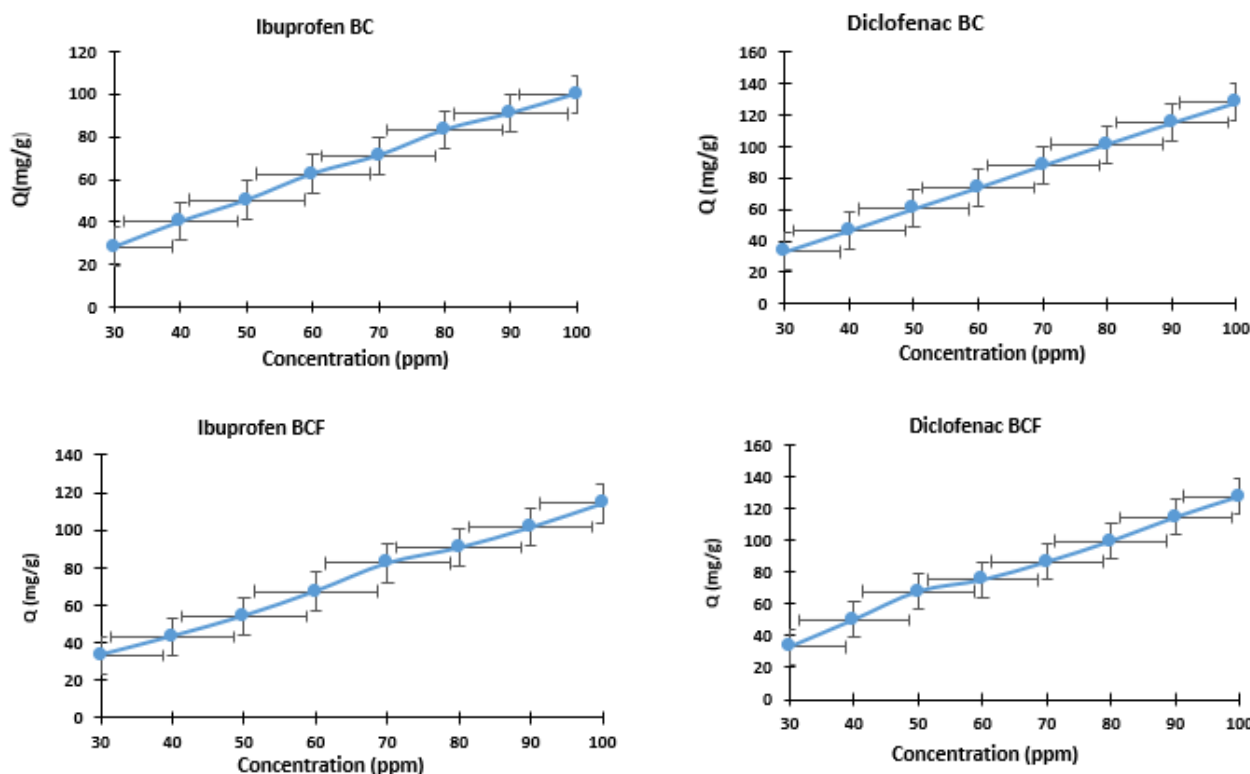 Ibuprofen BC
120
100
80
60
40
20
0
Q(mg/g)
30 40 50 60 70 80 90 100
Concentration (ppm)
Diclofenac BC
160
140
120
100
80
60
40
20
0
Q (mg/g)
30 40 50 60 70 80 90 100
Concentration (ppm)
Ibuprofen BCF
140
120
100
80
60
40
20
0
Q (mg/g)
30 40 50 60 70 80 90 100
Concentration (ppm)
Diclofenac BCF
160
140
120
100
80
60
40
20
0
Q (mg/g)
30 40 50 60 70 80 90 100
Concentration (ppm)